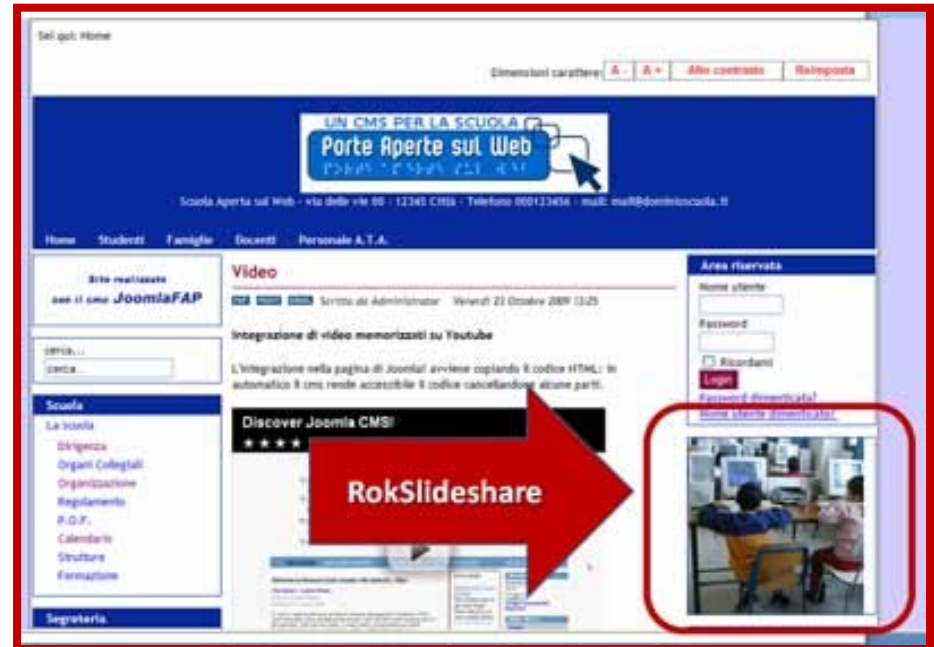 Sei qui: Home
Dimensioni carattere: A - A + Alto contrasto Reimposta
UN CMS PER LA SCUOLA
Porte Aperte sul Web
Scuola Aperta sul Web - via delle vie 00 - 12345 Città - Telefono 000123456 - mail: mail@dominioscuola.it
Home Studenti Famiglie Docenti Personale A.T.A.
Sito realizzato
con il cms JoomlaFAP
cerca...
cerca...
Scuola
La scuola
Dirigenza
Organi Collegiali
Organizzazione
Regolamento
P.O.F.
Calendario
Strutture
Formazione
Segreteria
Video
PDF PRINT EMAIL Scritto da Administrator Venerdì 23 Ottobre 2009 13:25
Integrazione di video memorizzati su Youtube
L'integrazione nella pagina di Joomla! avviene copiando il codice HTML: in
automatico il cms rende accessibile il codice cancellandone alcune parti.
Discover Joomla CMS!
RokSlideshare
Area riservata
Nome utente
Password
Ricordami
Login
Password dimenticata?
Nome utente dimenticato?